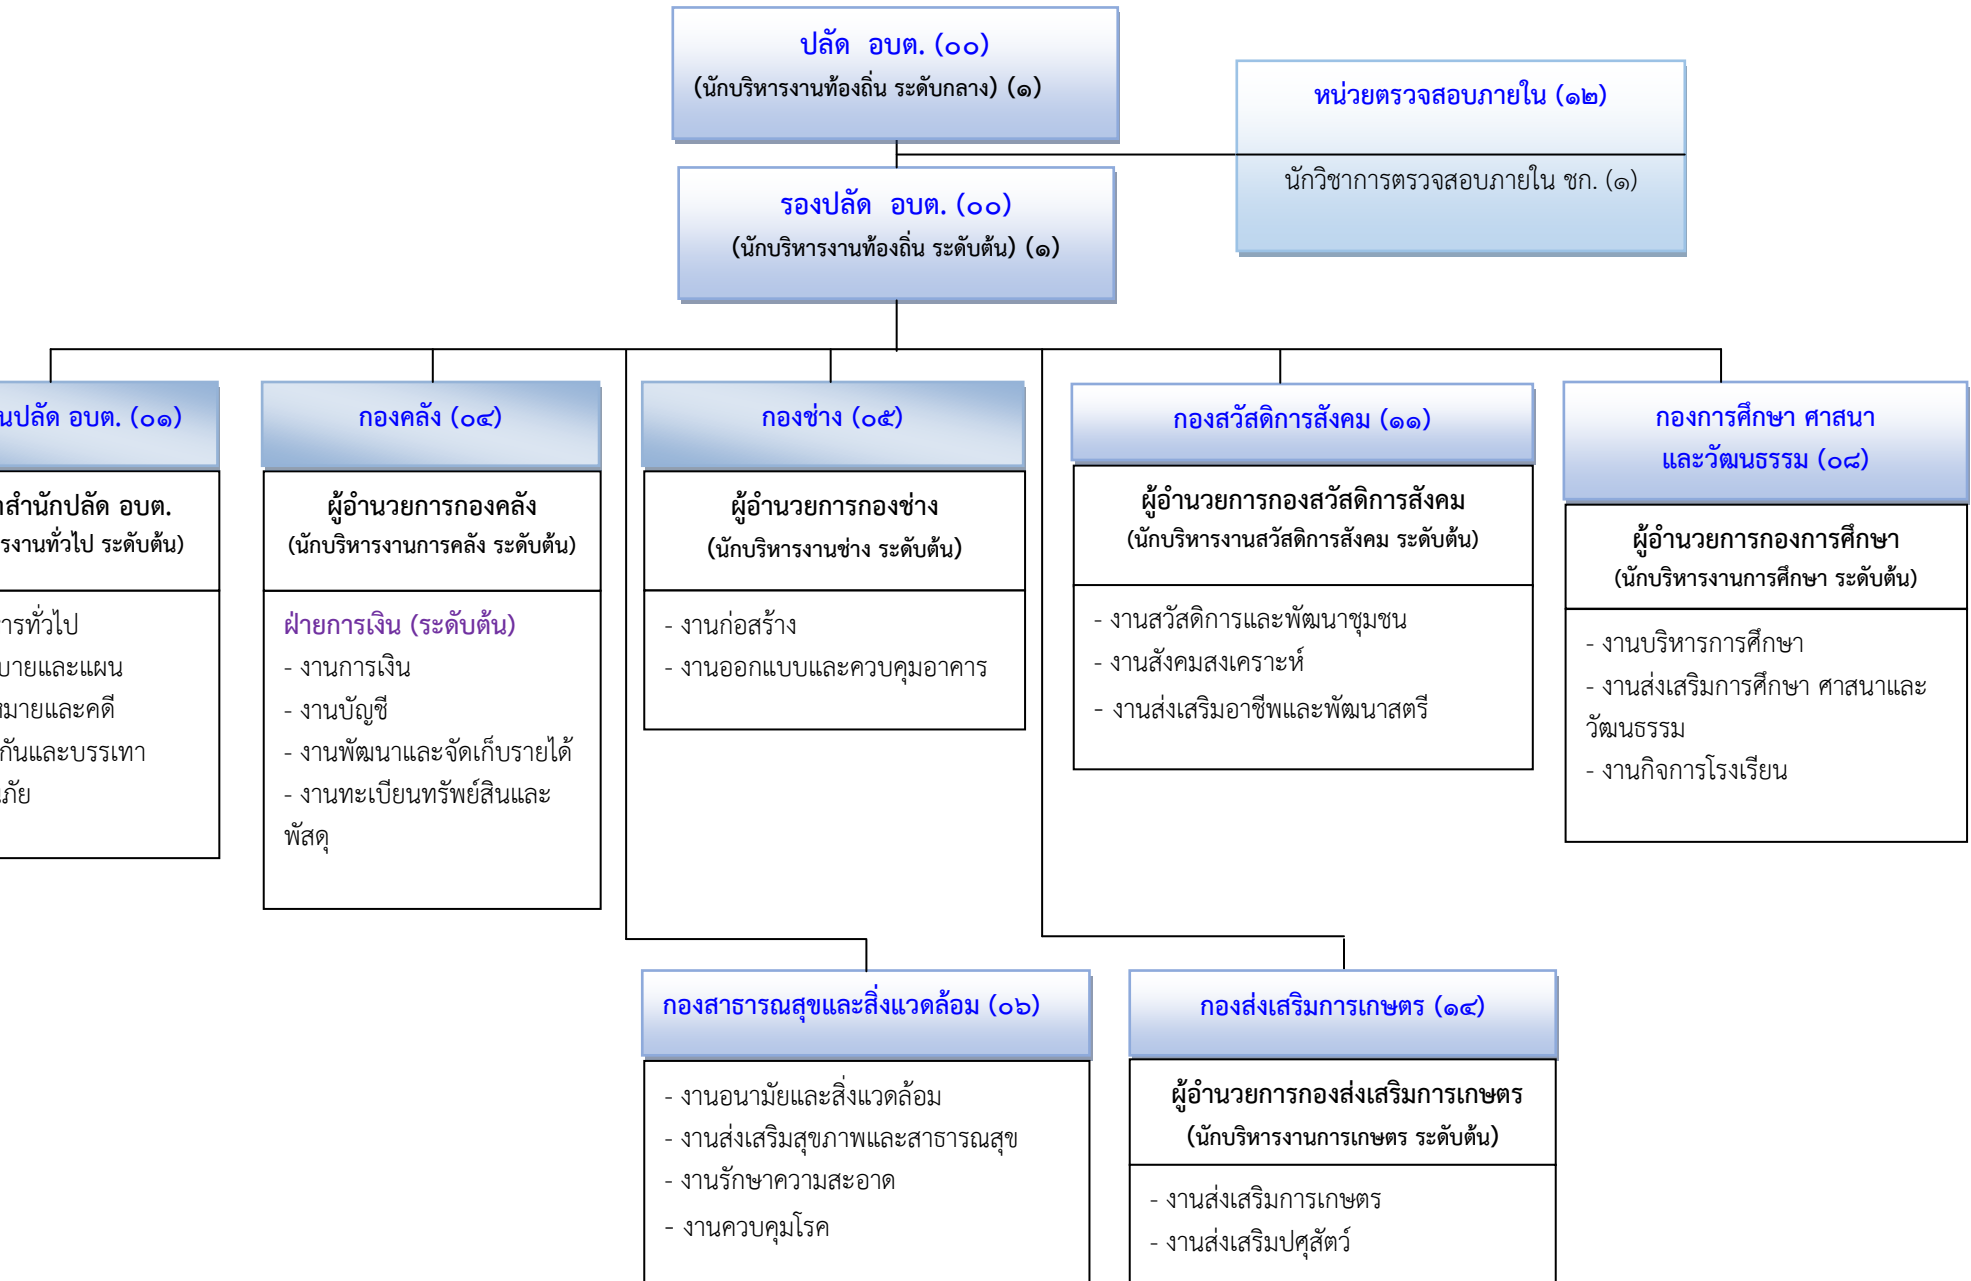 ปลัด อบต. (๐๐)
(นักบริหารงานท้องถิ่น ระดับกลาง) (๑)
หน่วยตรวจสอบภายใน (๑๒)
นักวิชาการตรวจสอบภายใน ชก. (๑)
รองปลัด อบต. (๐๐)
(นักบริหารงานท้องถิ่น ระดับต้น) (๑)
นปลัด อบต. (๐๑)
สำนักปลัด อบต.
รงานทั่วไป ระดับต้น)
ารทั่วไป
บายและแผน
มายและคดี
กันและบรรเทา
ภัย
กองคลัง (๐๔)
ผู้อำนวยการกองคลัง
(นักบริหารงานการคลัง ระดับต้น)
ฝ่ายการเงิน (ระดับต้น)
- งานการเงิน
- งานบัญชี
- งานพัฒนาและจัดเก็บรายได้
- งานทะเบียนทรัพย์สินและ
พัสดุ
กองช่าง (๐๕)
ผู้อำนวยการกองช่าง
(นักบริหารงานช่าง ระดับต้น)
- งานก่อสร้าง
- งานออกแบบและควบคุมอาคาร
กองสวัสดิการสังคม (๑๑)
ผู้อำนวยการกองสวัสดิการสังคม
(นักบริหารงานสวัสดิการสังคม ระดับต้น)
- งานสวัสดิการและพัฒนาชุมชน
- งานสังคมสงเคราะห์
- งานส่งเสริมอาชีพและพัฒนาสตรี
กองการศึกษา ศาสนา
และวัฒนธรรม (๐๘)
ผู้อำนวยการกองการศึกษา
(นักบริหารงานการศึกษา ระดับต้น)
- งานบริหารการศึกษา
- งานส่งเสริมการศึกษา ศาสนาและ
วัฒนธรรม
- งานกิจการโรงเรียน
กองสาธารณสุขและสิ่งแวดล้อม (๐๖)
- งานอนามัยและสิ่งแวดล้อม
- งานส่งเสริมสุขภาพและสาธารณสุข
- งานรักษาความสะอาด
- งานควบคุมโรค
กองส่งเสริมการเกษตร (๑๔)
ผู้อำนวยการกองส่งเสริมการเกษตร
(นักบริหารงานการเกษตร ระดับต้น)
- งานส่งเสริมการเกษตร
- งานส่งเสริมปศุสัตว์